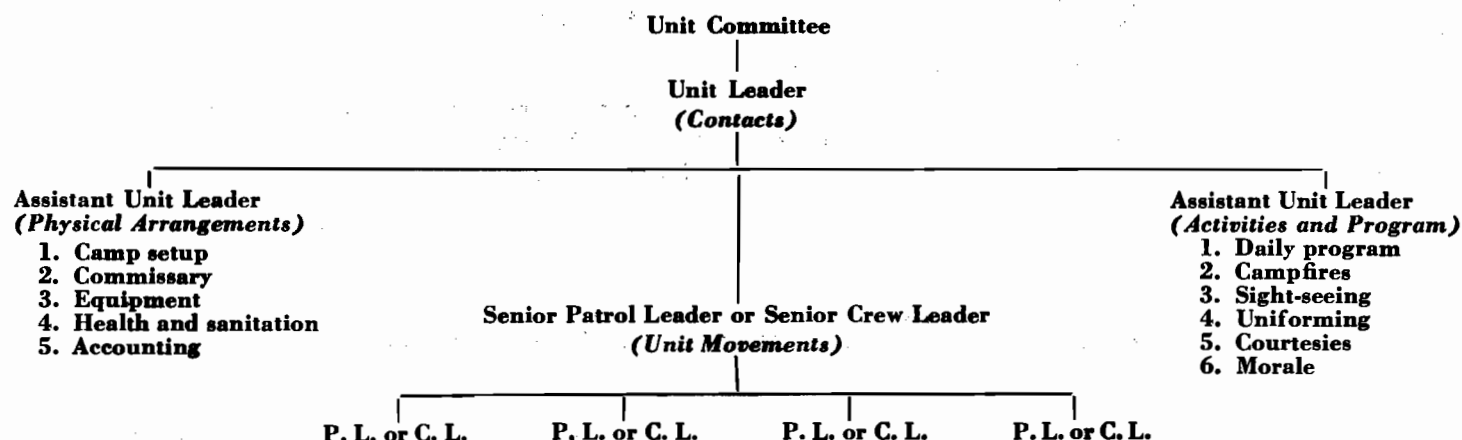 Unit Committee
Unit Leader
(Contacts)
Assistant Unit Leader
(Physical Arrangements)
1. Camp setup
2. Commissary
3. Equipment
4. Health and sanitation
5. Accounting
Senior Patrol Leader or Senior Crew Leader
(Unit Movements)
Assistant Unit Leader
(Activities and Program)
1. Daily program
2. Campfires
3. Sight-seeing
4. Uniforming
5. Courtesies
6. Morale
P. L. or C. L.
P. L. or C. L.
P. L. or C. L.
P. L. or C. L.